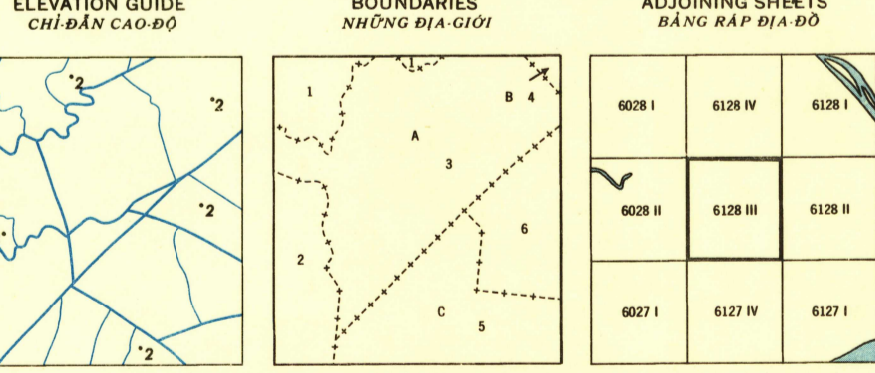 ELEVATION GUIDE
CHỈ-DẪN CAO-ĐỘ
2
2
2
2
BOUNDARIES
NHỮNG ĐỊA-GIỚI
1
1
B 4
A
3
6
2
C
5
ADJOINING SHEETS
BẢNG RÁP ĐỊA-ĐỒ
6028 I 6128 IV 6128 I
6028 II 6128 III 6128 II
6027 I 6127 IV 6127 I